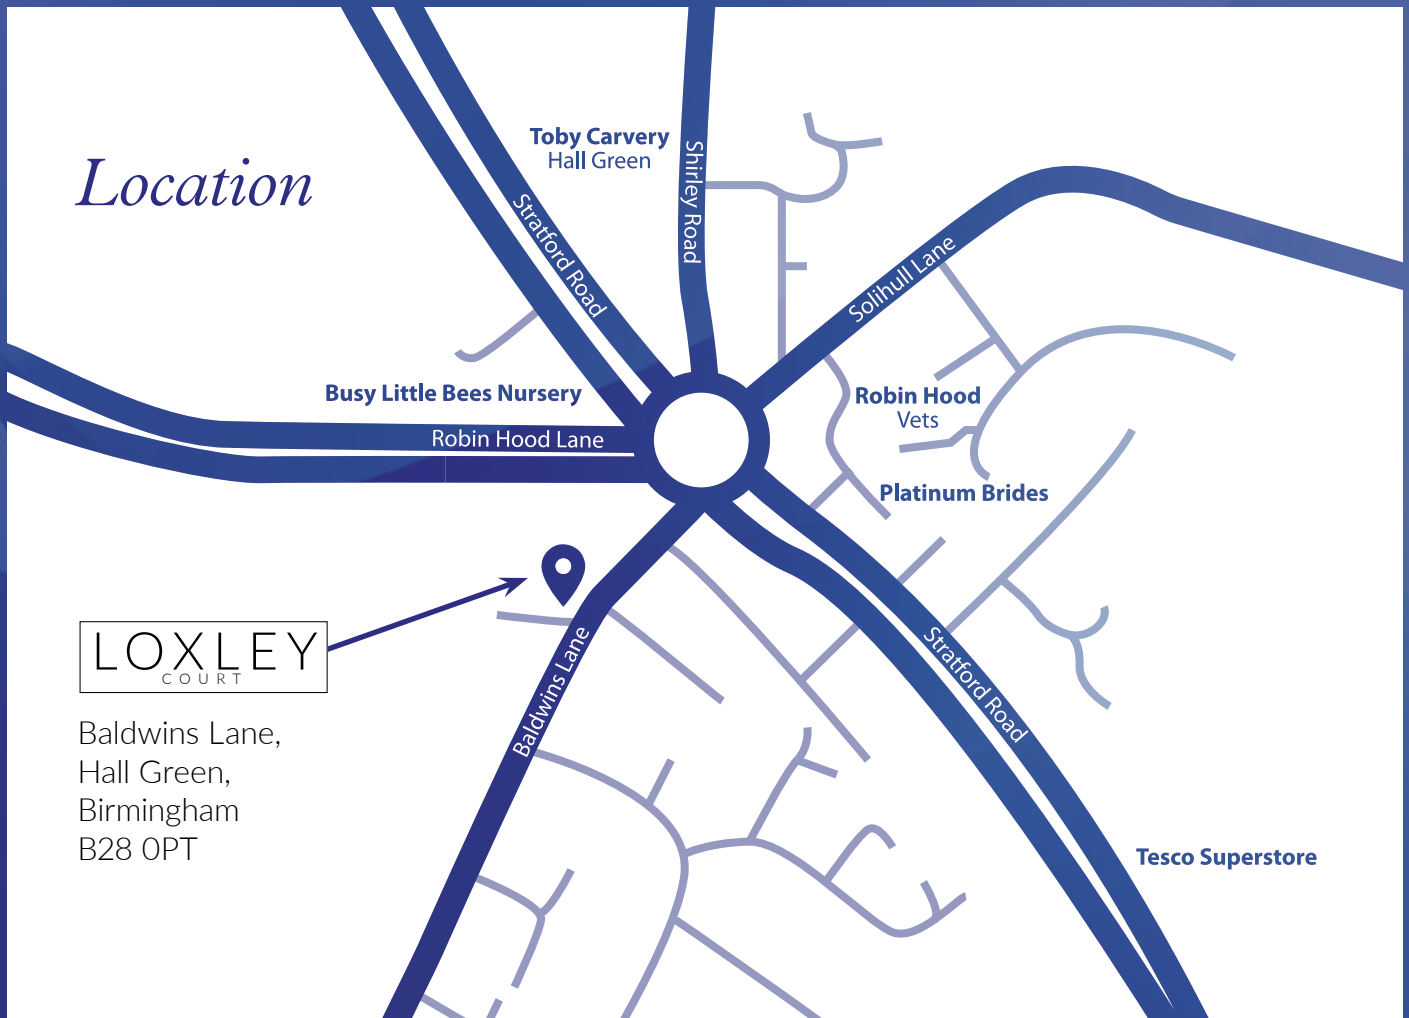 Location
Toby Carvery
Hall Green
Shirley Road
Stratford Road
Solihull Lane
Busy Little Bees Nursery
Robin Hood Lane
Robin Hood
Vets
Platinum Brides
LOXLEY
COURT
Baldwins Lane
Stratford Road
Baldwins Lane,
Hall Green,
Birmingham
B28 0PT
Tesco Superstore